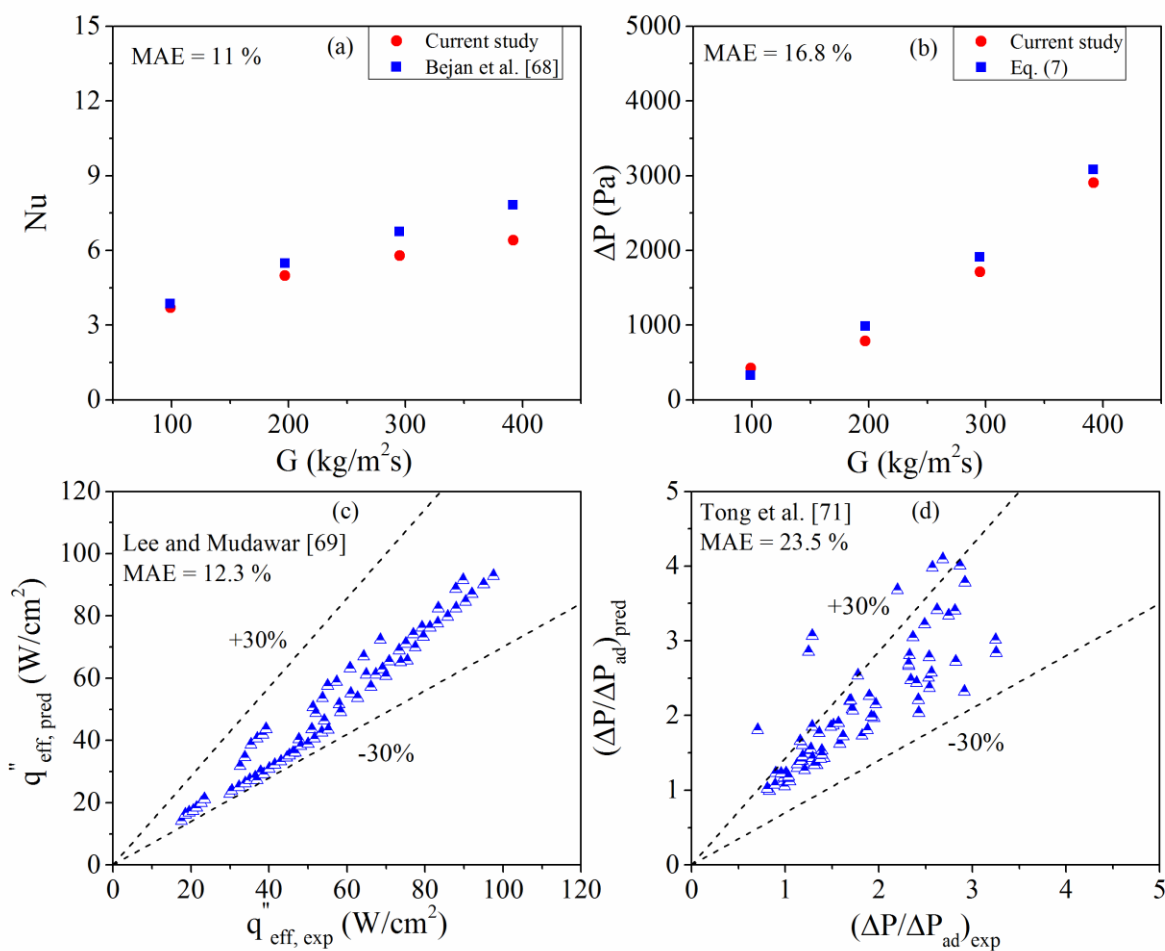 (a)
MAE = 11 %
Current study
Bejan et al. [68]
15
12
9
6
3
0
Nu
100
200
300
400
G (kg/m²s)
(b)
MAE = 16.8 %
Current study
Eq. (7)
5000
4000
3000
2000
1000
0
ΔP (Pa)
100
200
300
400
G (kg/m²s)
(c)
Lee and Mudawar [69]
MAE = 12.3 %
+30%
-30%
120
100
80
60
40
20
0
q"eff, pred (W/cm²)
0
20
40
60
80
100
120
q"eff, exp (W/cm²)
(d)
Tong et al. [71]
MAE = 23.5 %
+30%
-30%
5
4
3
2
1
0
(ΔP/ΔPad)pred
0
1
2
3
4
5
(ΔP/ΔPad)exp